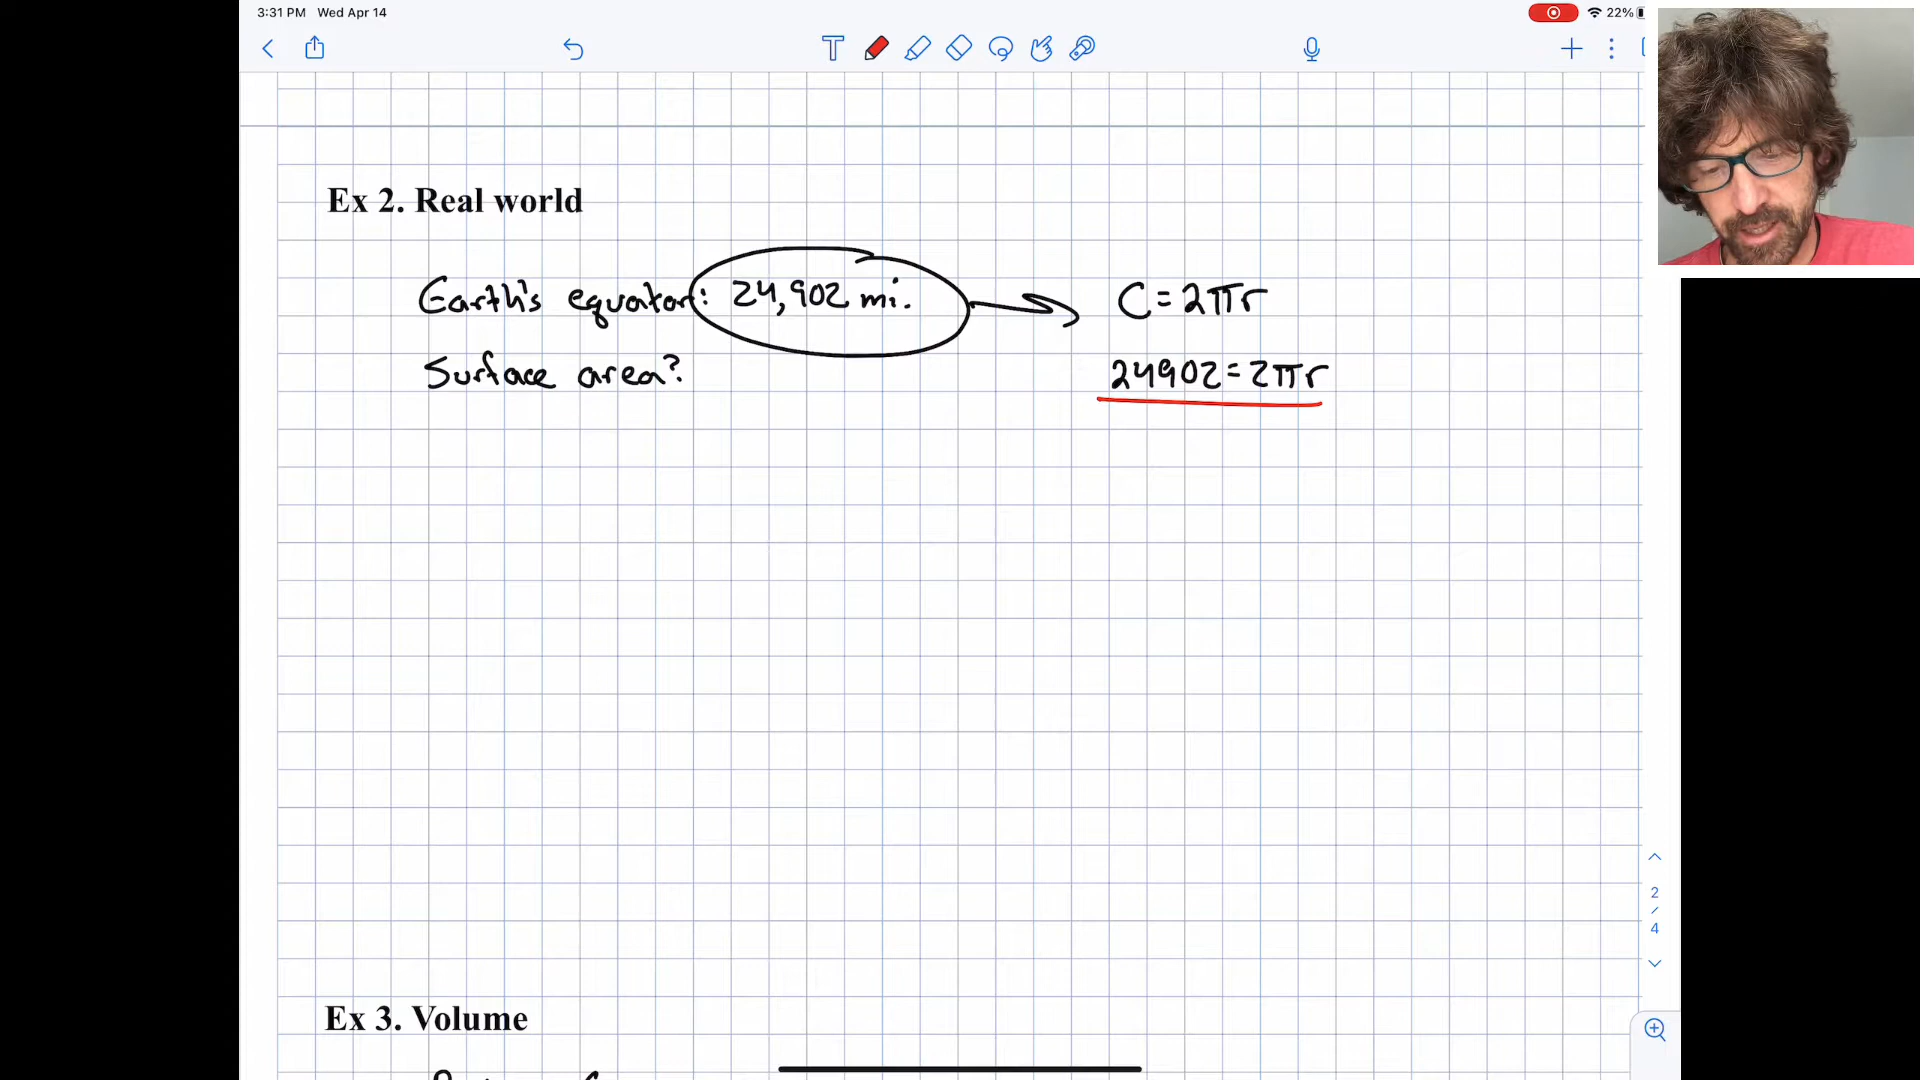 3:31 PM Wed Apr 14
22%
Ex 2. Real world
Earth's equator: 24,902 mi. C = 2πr
Surface area? 24902 = 2πr
2
/
4
Ex 3. Volume